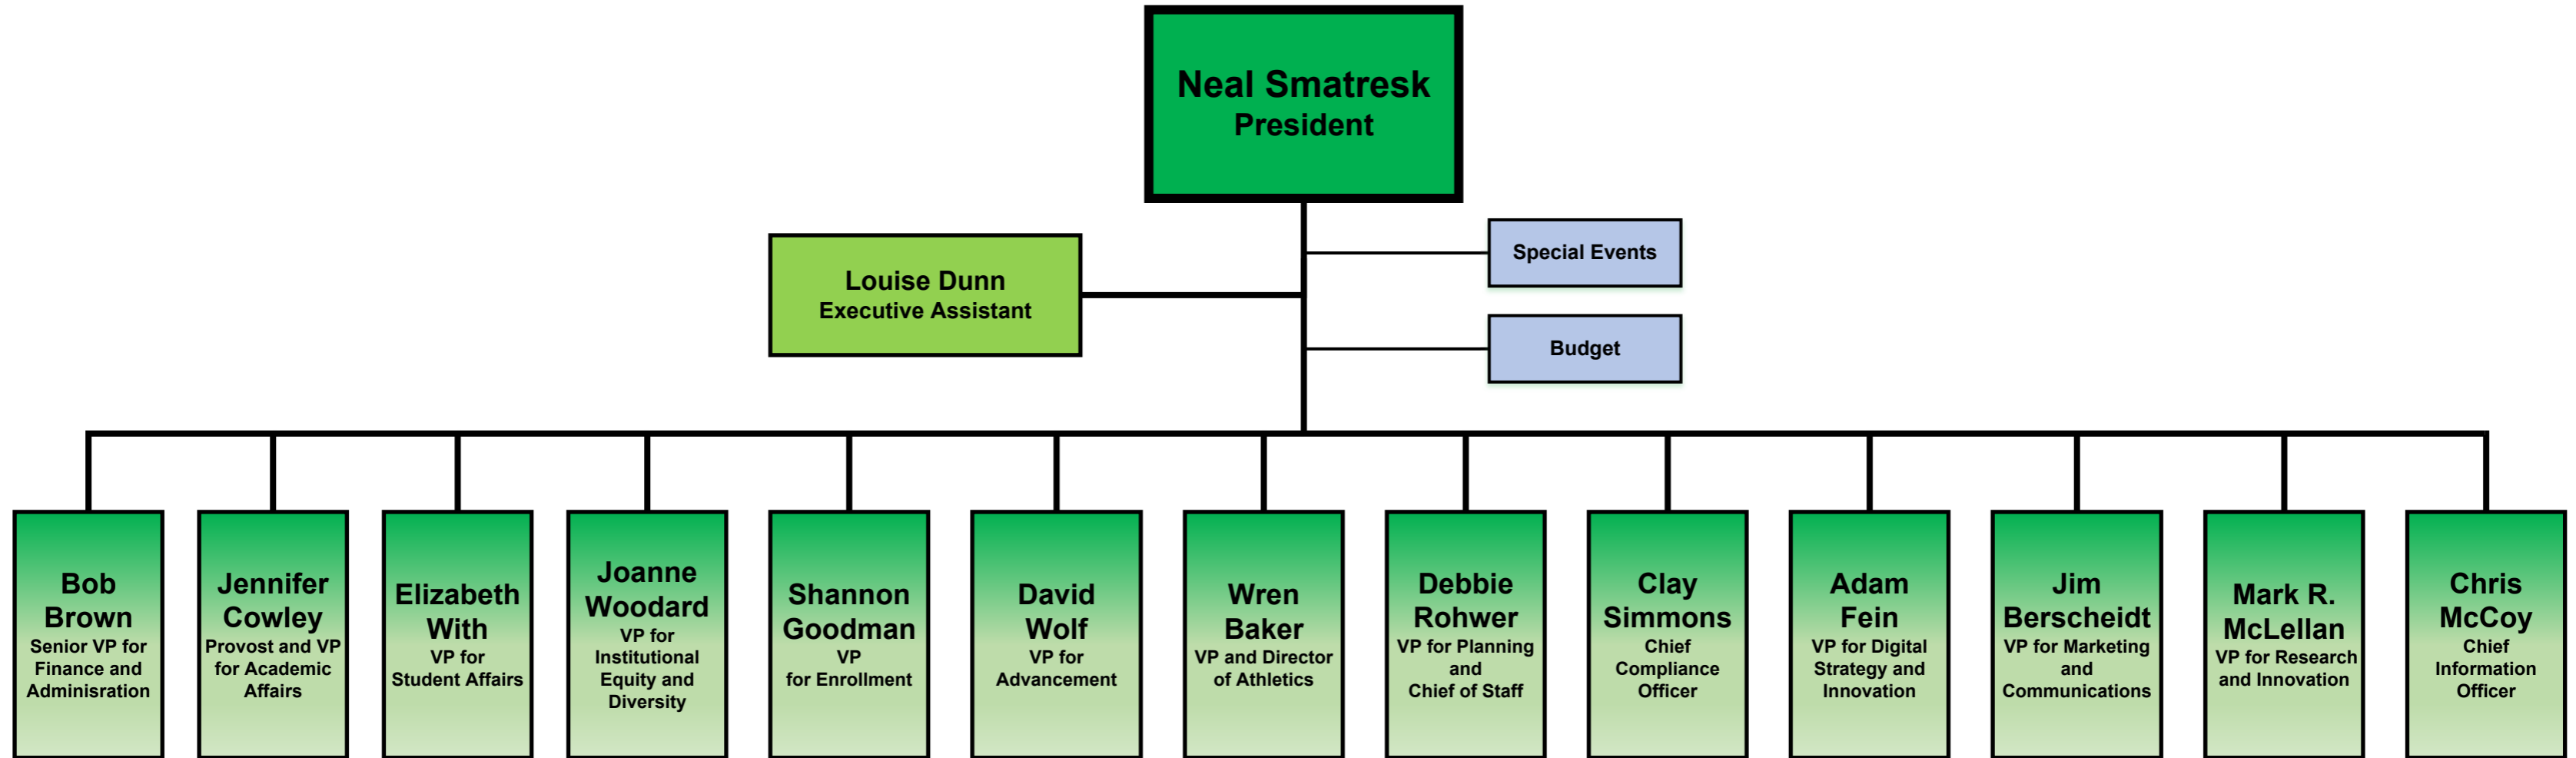 Neal Smatresk
President
Special Events
Louise Dunn
Executive Assistant
Budget
Bob
Brown
Senior VP for
Finance and
Adminisration
Jennifer
Cowley
Provost and VP
for Academic
Affairs
Elizabeth
With
VP for
Student Affairs
Joanne
Woodard
VP for
Institutional
Equity and
Diversity
Shannon
Goodman
VP
for Enrollment
David
Wolf
VP for
Advancement
Wren
Baker
VP and Director
of Athletics
Debbie
Rohwer
VP for Planning
and
Chief of Staff
Clay
Simmons
Chief
Compliance
Officer
Adam
Fein
VP for Digital
Strategy and
Innovation
Jim
Berscheidt
VP for Marketing
and
Communications
Mark R.
McLellan
VP for Research
and Innovation
Chris
McCoy
Chief
Information
Officer